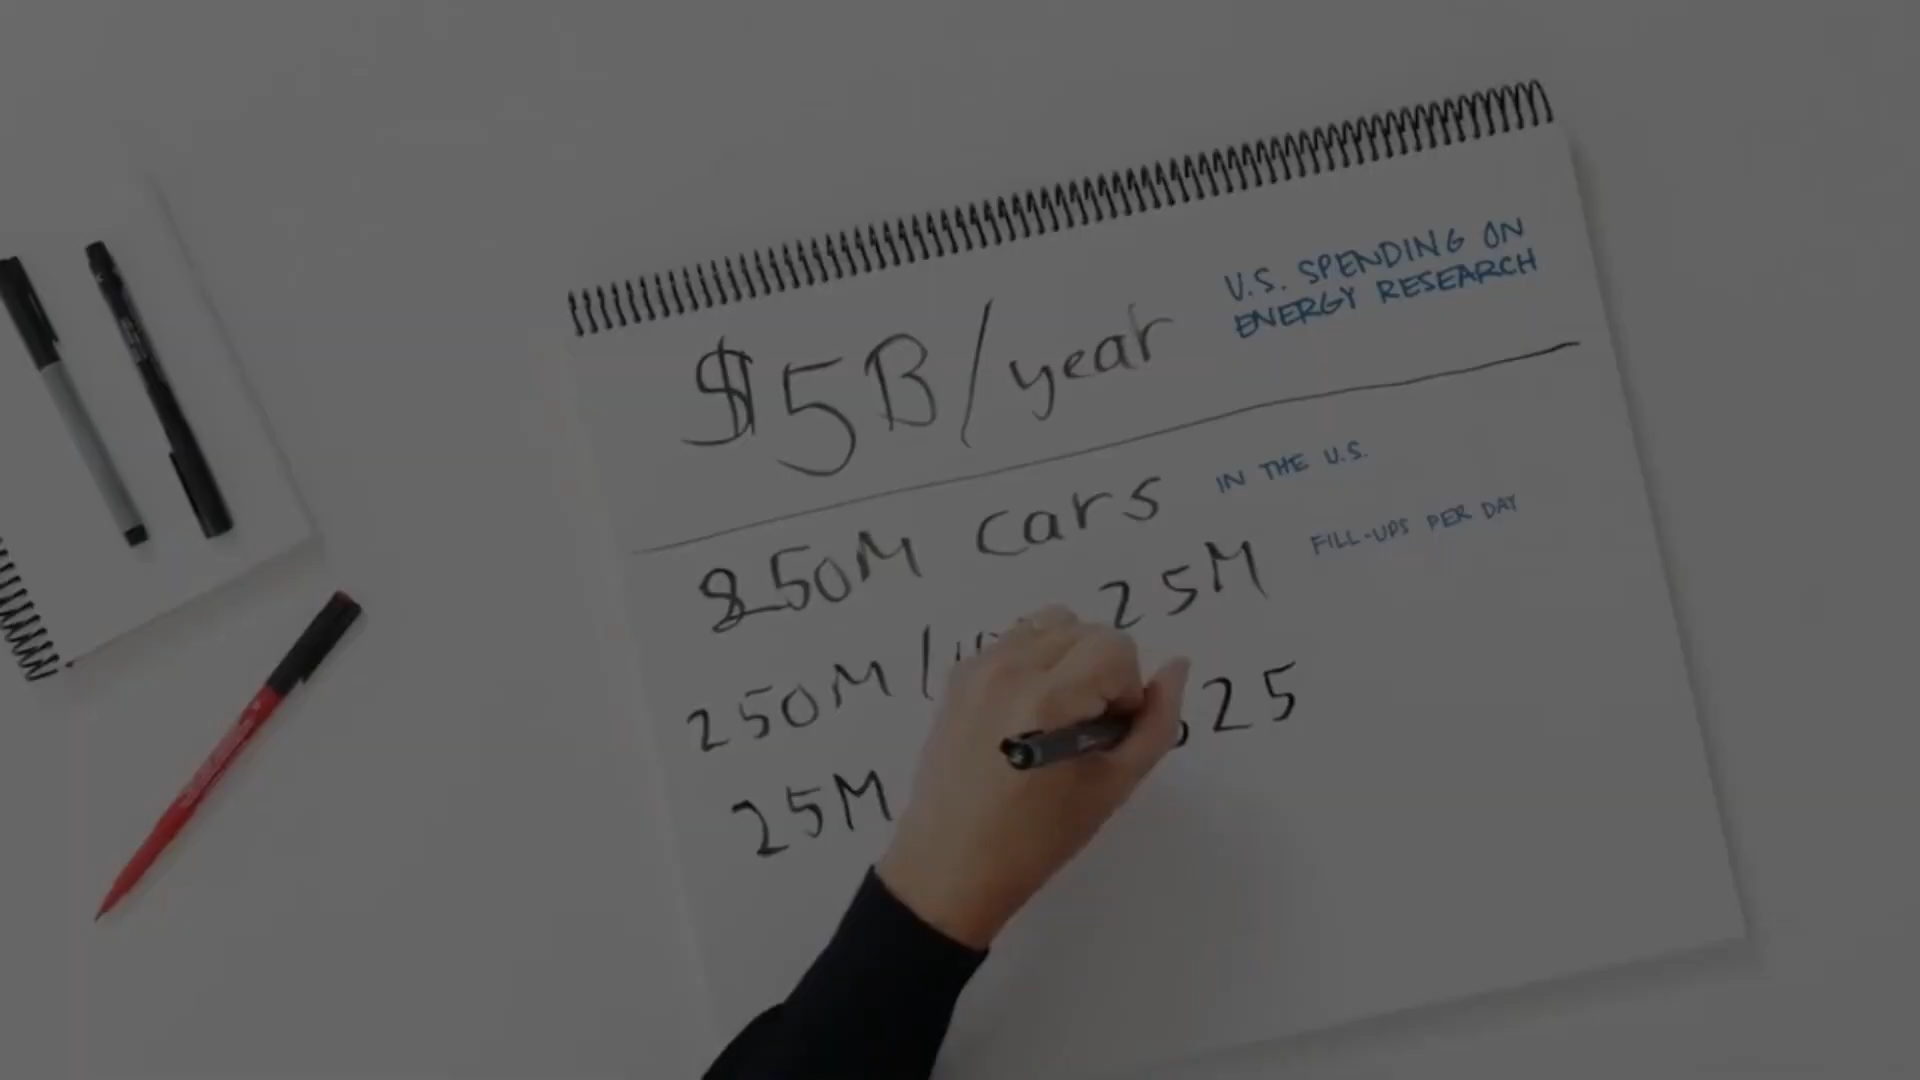 $5B/year
U.S. SPENDING ON
ENERGY RESEARCH
250M cars IN THE U.S.
250M / 25M FILL-UPS PER DAY
25M 25